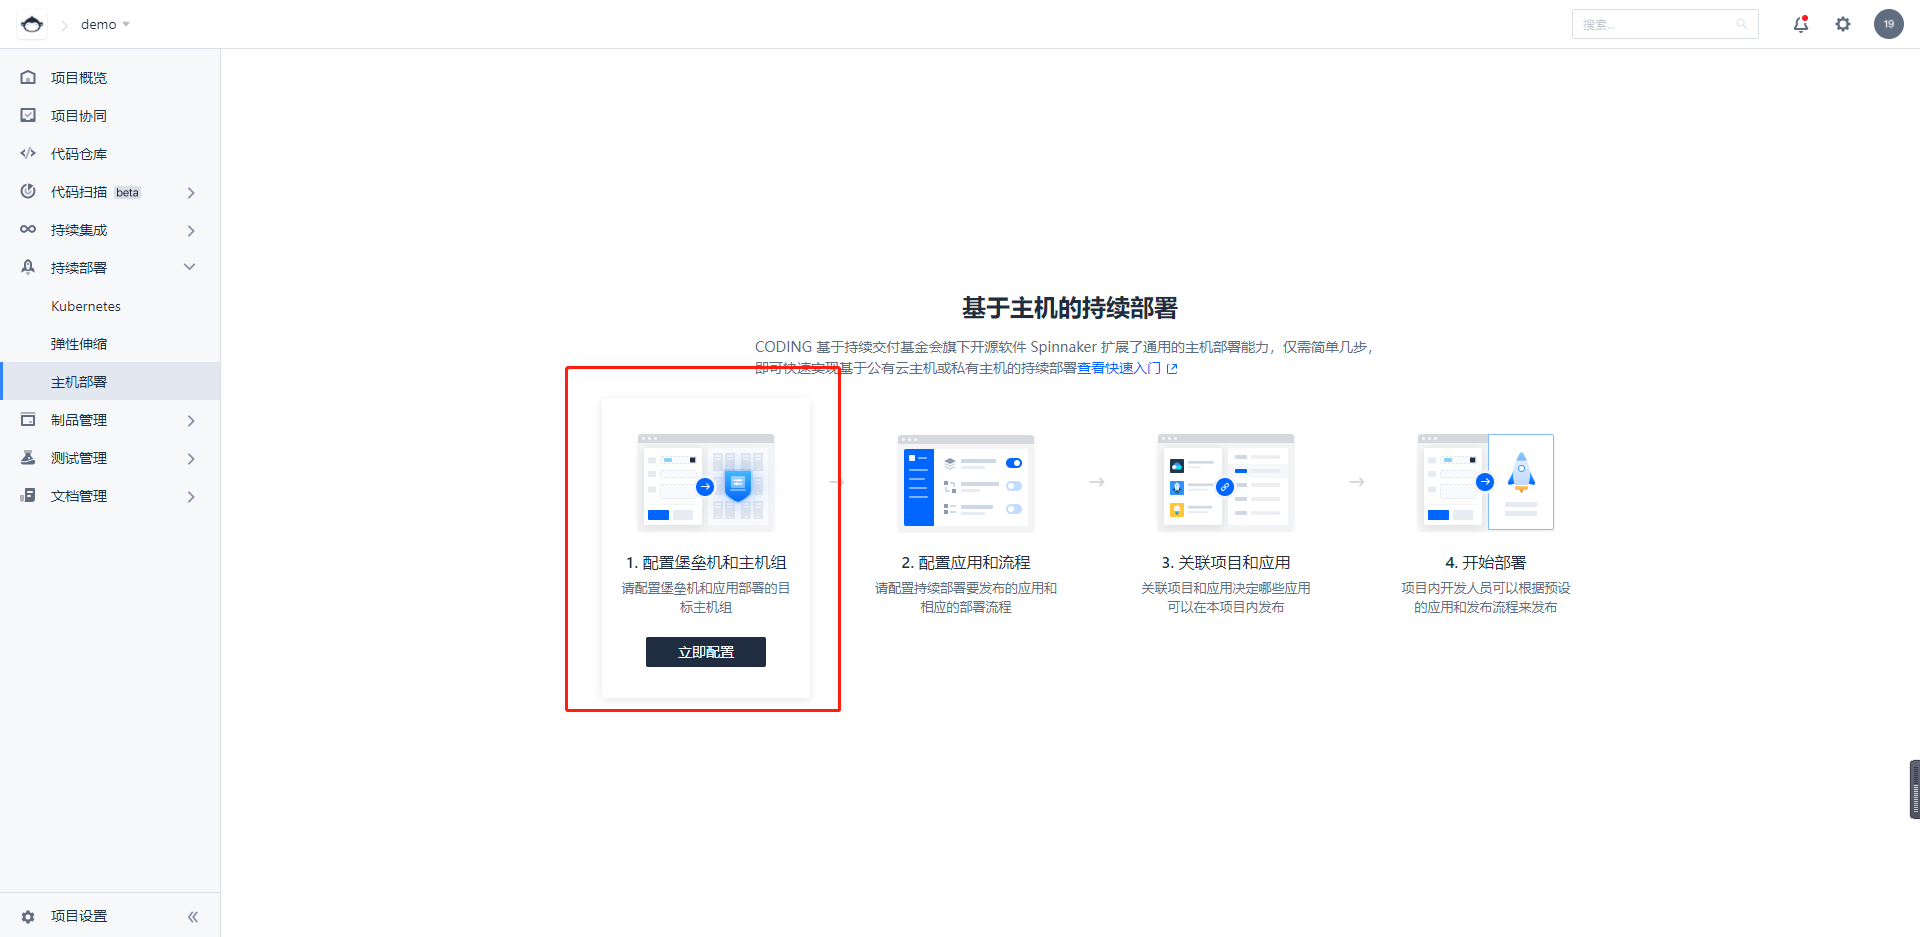 demo
搜索...
19
项目概览
项目协同
代码仓库
代码扫描 beta
持续集成
持续部署
Kubernetes
弹性伸缩
主机部署
制品管理
测试管理
文档管理
项目设置
基于主机的持续部署
CODING 基于持续交付基金会旗下开源软件 Spinnaker 扩展了通用的主机部署能力，仅需简单几步，
即可快速实现基于公有云主机或私有主机的持续部署查看快速入门
1. 配置堡垒机和主机组
请配置堡垒机和应用部署的目
标主机组
立即配置
2. 配置应用和流程
请配置持续部署要发布的应用和
相应的部署流程
3. 关联项目和应用
关联项目和应用决定哪些应用
可以在本项目内发布
4. 开始部署
项目内开发人员可以根据预设
的应用和发布流程来发布